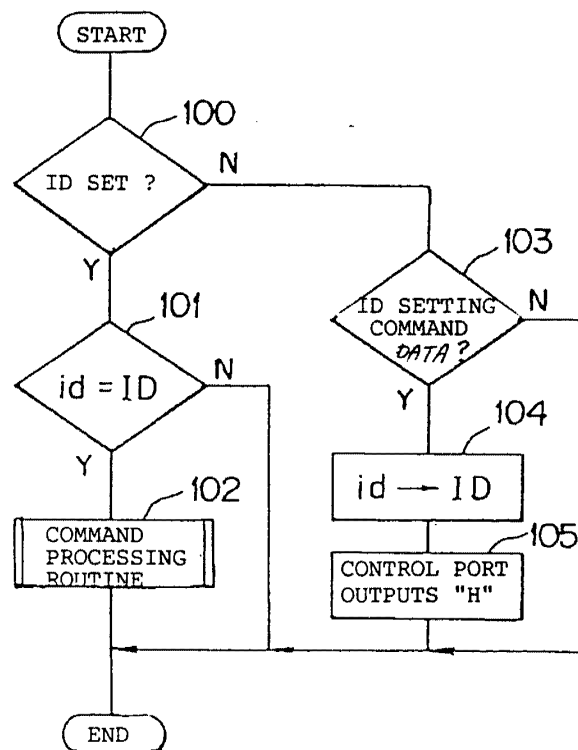 START
100
ID SET ?
N
Y
103
ID SETTING
COMMAND
DATA?
N
Y
101
id = ID
N
Y
104
id → ID
102
COMMAND
PROCESSING
ROUTINE
105
CONTROL PORT
OUTPUTS "H"
END